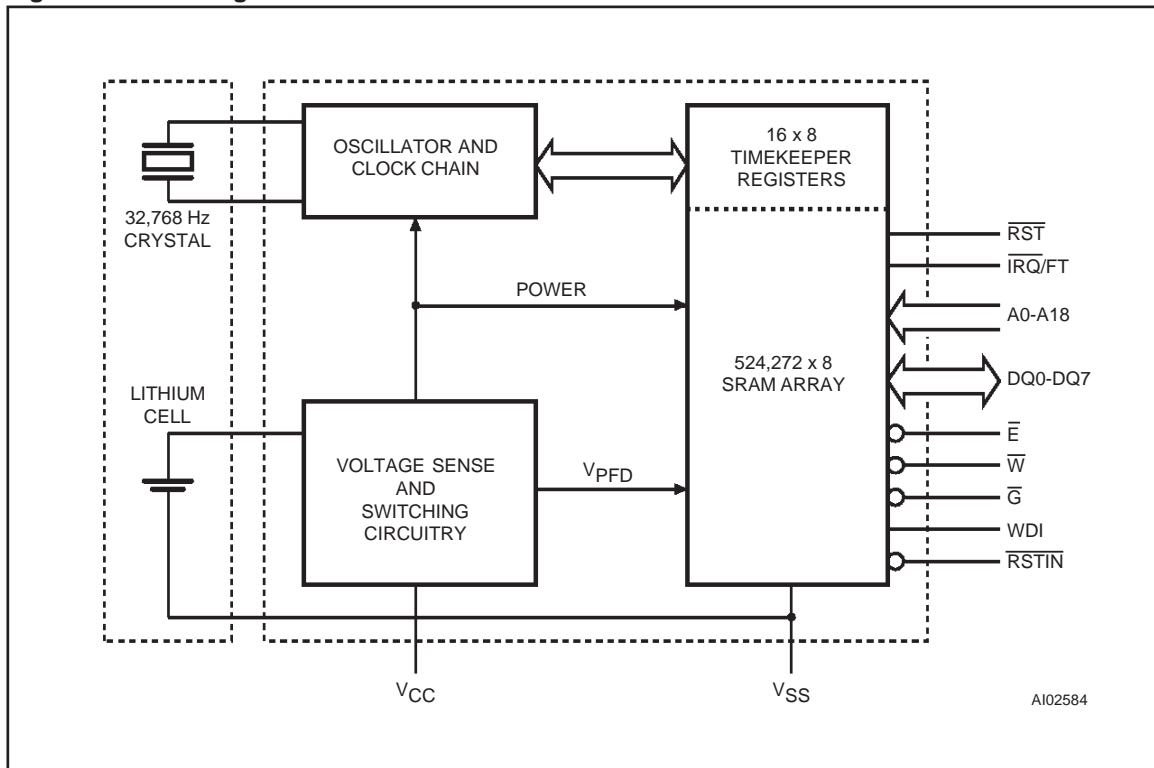 OSCILLATOR AND
CLOCK CHAIN
16 x 8
TIMEKEEPER
REGISTERS
32,768 Hz
CRYSTAL
RST
IRQ/FT
POWER
A0-A18
524,272 x 8
SRAM ARRAY
DQ0-DQ7
LITHIUM
CELL
VOLTAGE SENSE
AND
SWITCHING
CIRCUITRY
VPFD
E
W
G
WDI
RSTIN
VCC
VSS
AI02584